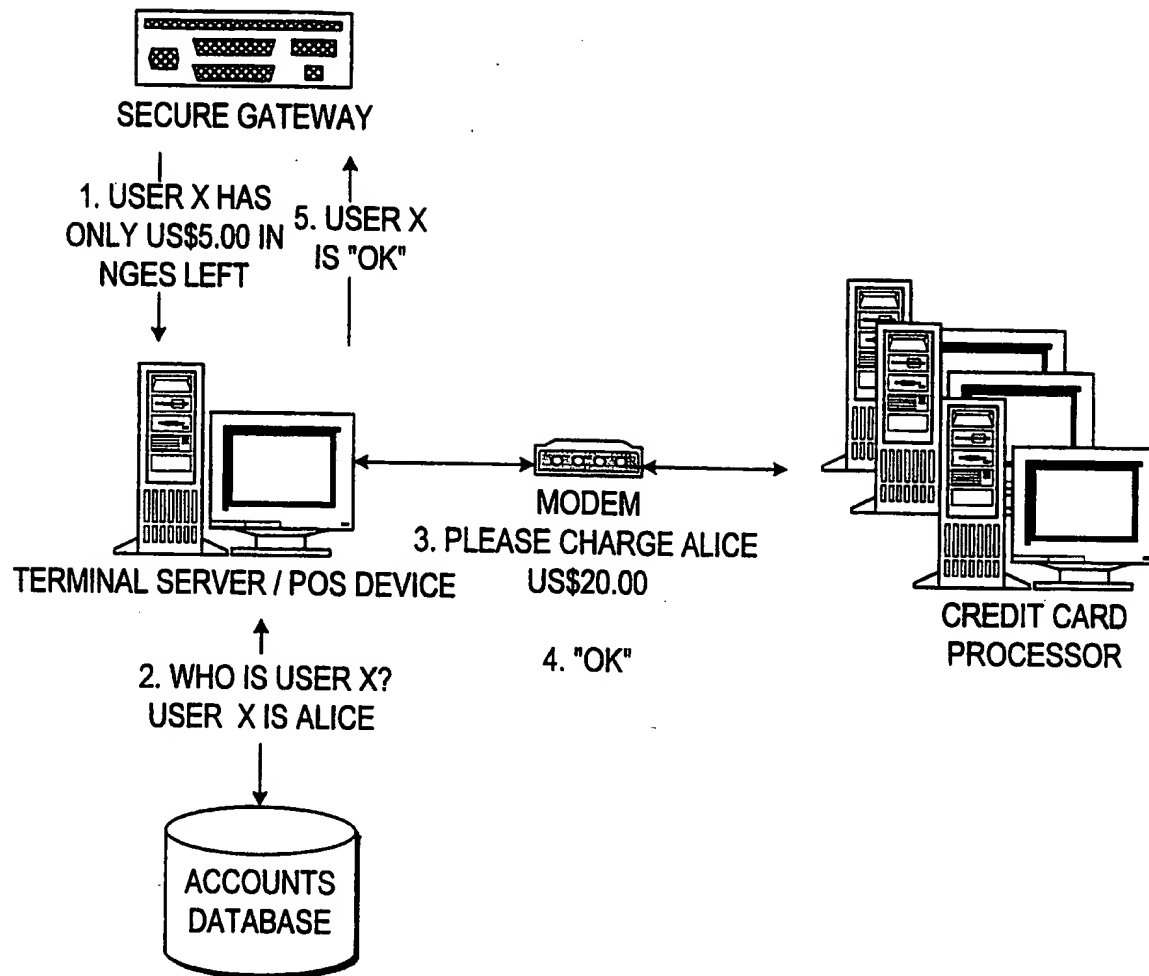 SECURE GATEWAY
1. USER X HAS
ONLY US$5.00 IN
NGES LEFT
5. USER X
IS "OK"
MODEM
3. PLEASE CHARGE ALICE
US$20.00
TERMINAL SERVER / POS DEVICE
CREDIT CARD
PROCESSOR
4. "OK"
2. WHO IS USER X?
USER X IS ALICE
ACCOUNTS
DATABASE